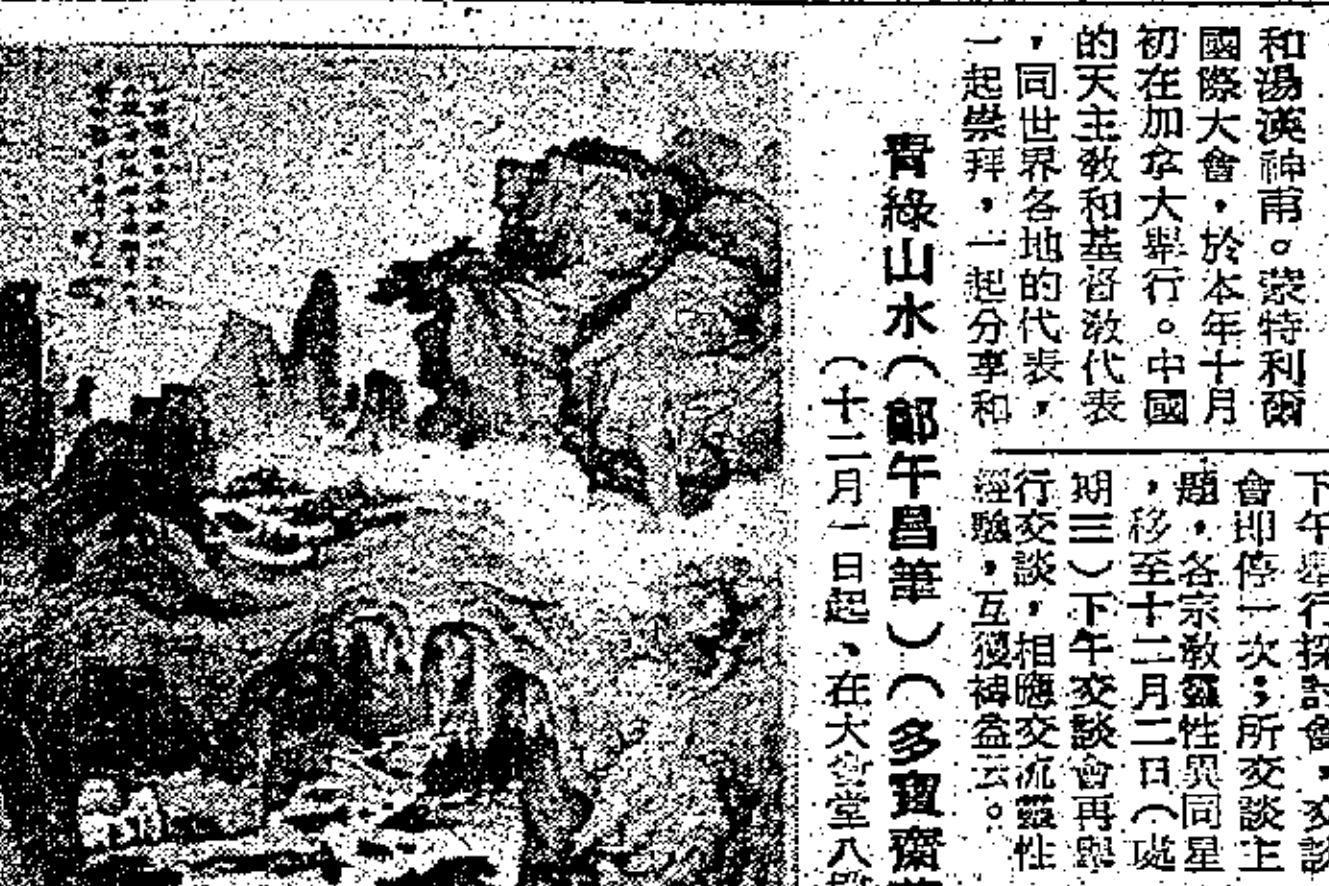 和湯漢神甫。蒙特利爾
國際大會,於本年十月
初在加拿大舉行。中國
的天主教和基督教代表
,同世界各地的代表,
一起崇拜,一起分享和
下午舉行探討會,交談
會即停一次;所交談主
題,各宗教靈性異同星
,移至十二月二日(處
期三)下午交談會再舉
行交談,相應交流靈性
經驗,互獲裨益云。
青綠山水(鄭午昌筆)(多寶齋
(十二月一日起、在大會堂八